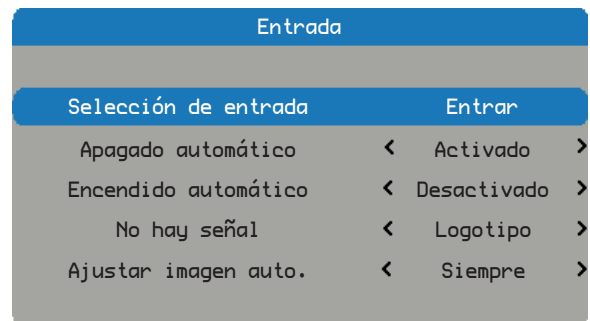 Entrada
Selección de entrada Entrar
Apagado automático < Activado >
Encendido automático < Desactivado >
No hay señal < Logotipo >
Ajustar imagen auto. < Siempre >